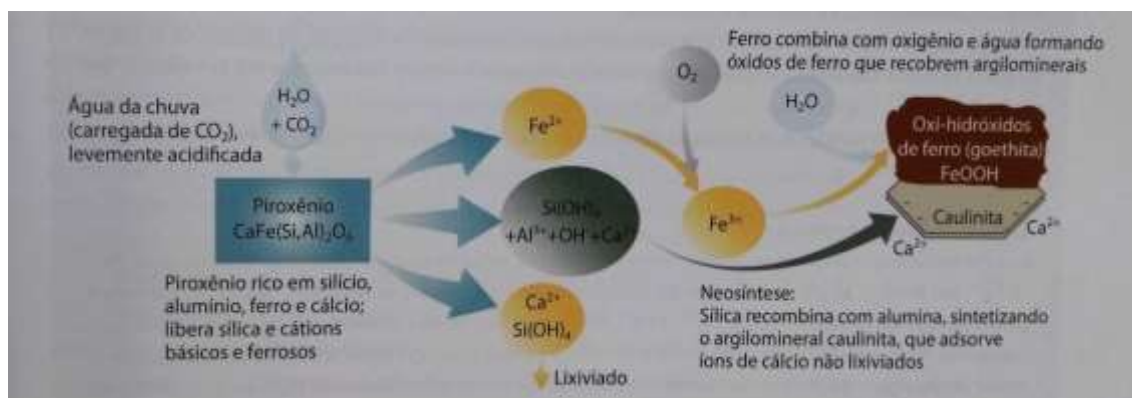 Ferro combina com oxigênio e água formando
óxidos de ferro que recobrem argilominerais
O₂
H₂O
H₂O
+ CO₂
Água da chuva
(carregada de CO₂),
levemente acidificada
Fe²⁺
Oxi-hidróxidos
de ferro (goethita)
FeOOH
Piroxênio
CaFe(Si,Al)₂O₆
Si(OH)₄
+Al³⁺+OH⁻+Ca²⁺
Fe³⁺
Caulinita
Ca²⁺
Ca²⁺
Piroxênio rico em silício,
alumínio, ferro e cálcio;
libera sílica e cátions
básicos e ferrosos
Ca²⁺
Si(OH)₄
Neosíntese:
Sílica recombina com alumina, sintetizando
o argilomineral caulinita, que adsorve
íons de cálcio não lixiviados
Lixiviado